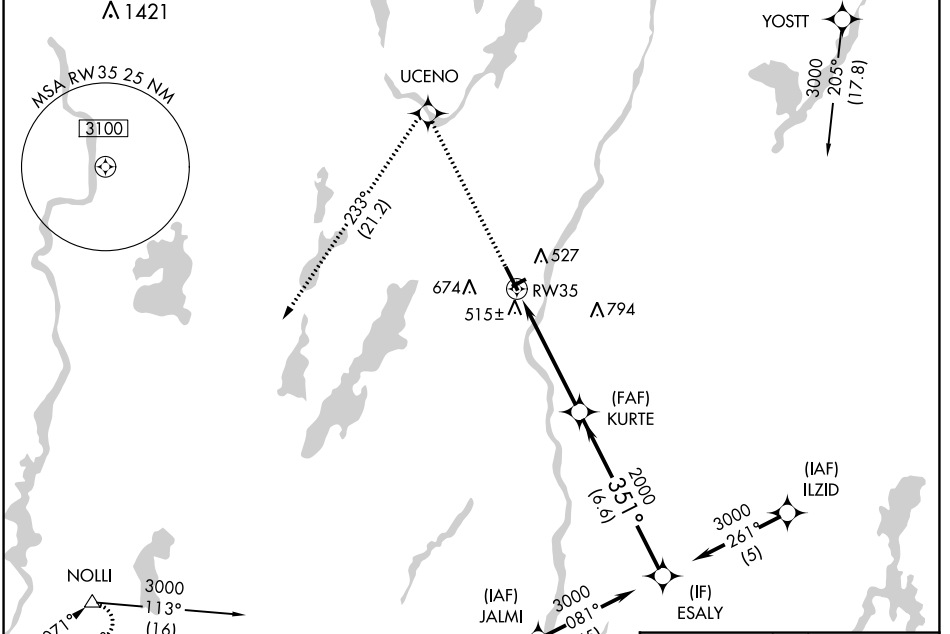 1421
MSA RW35 25 NM
3100
UCENO
YOSTT
3000
205°
(17.8)
233°
(21.2)
527
674
RW35
515±
794
(FAF)
KURTE
2000
351°
(6.6)
(IAF)
ILZID
3000
261°
(5)
NOLLI
3000
113°
(16)
071°
(IAF)
JALMI
3000
081°
(IF)
ESALY